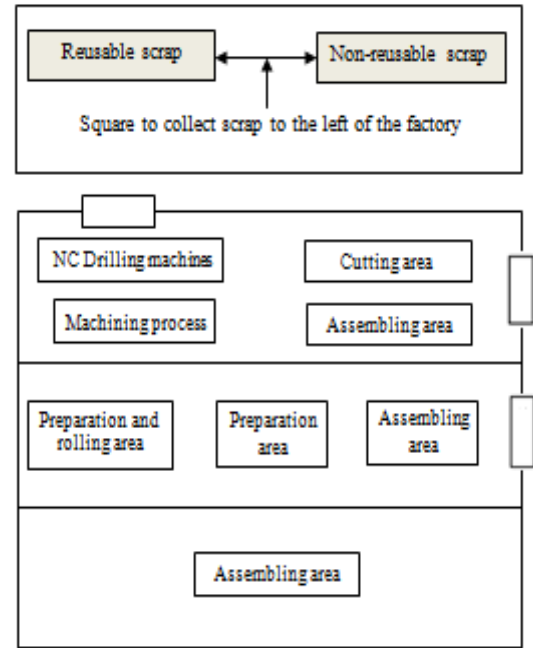 Reusable scrap
Non-reusable scrap
Square to collect scrap to the left of the factory
NC Drilling machines
Cutting area
Machining process
Assembling area
Preparation and
rolling area
Preparation
area
Assembling
area
Assembling area